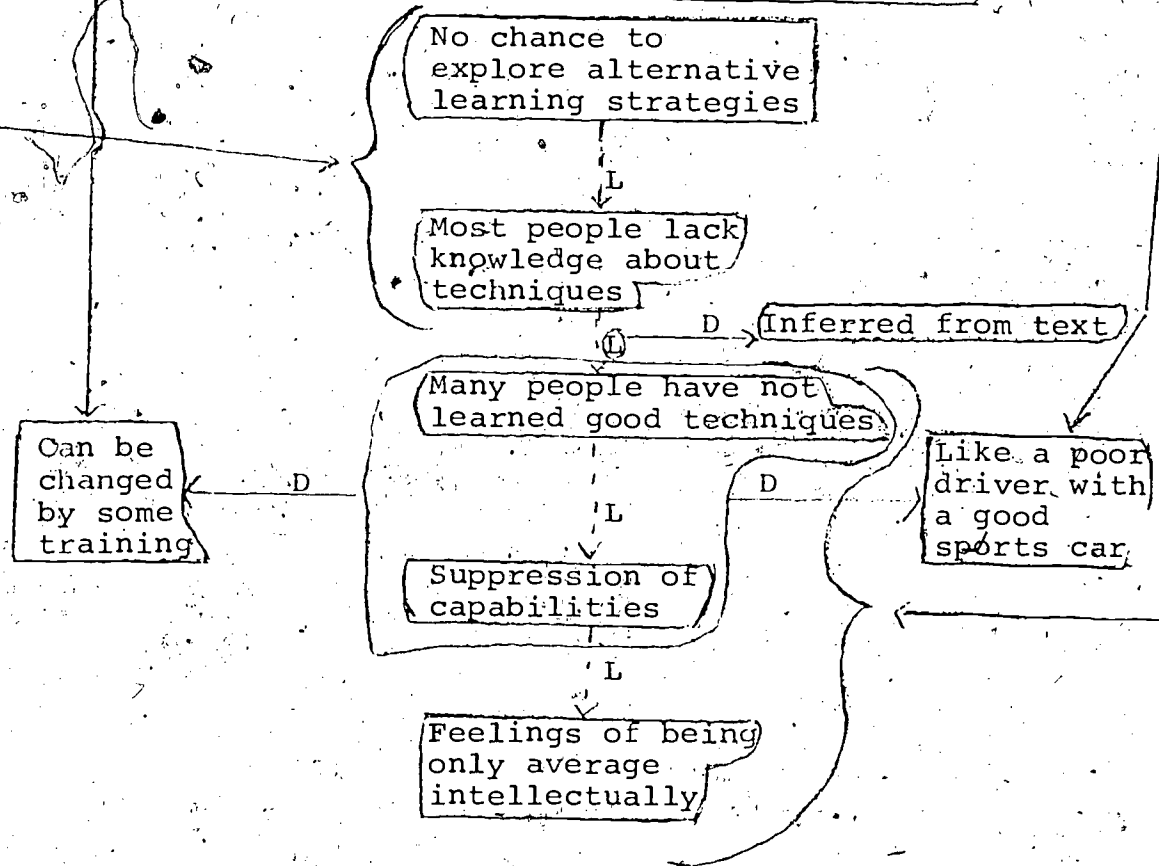 No chance to
explore alternative
learning strategies
L
Most people lack
knowledge about
techniques
L
D
Inferred from text
Many people have not
learned good techniques
Can be
changed
by some
training
D
D
Like a poor
driver with
a good
sports car
L
Suppression of
capabilities
L
Feelings of being
only average
intellectually